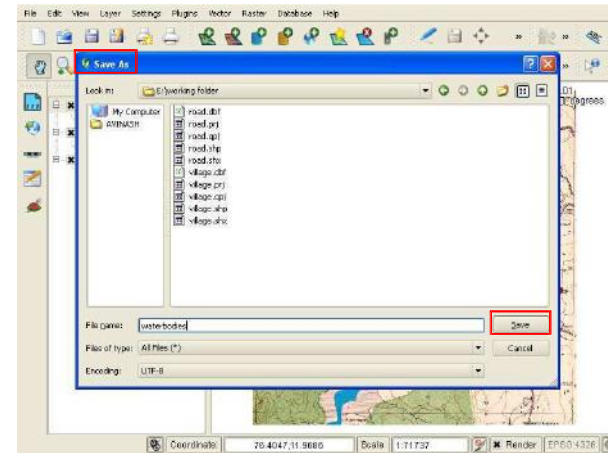 File Edit View Layer Settings Plugins Vector Raster Database Help
Save As
Look in: E:\working folder
My Computer
AVINASH
road.dbf
road.prj
road.qpj
road.shp
road.shx
village.dbf
village.prj
village.qpj
village.shp
village.shx
File name: waterbodies Save
Files of type: All Files (*) Cancel
Encoding: UTF-8
degrees
Coordinate: 76.4047,11.9686 Scale 1:71737 Render EPSG:4326